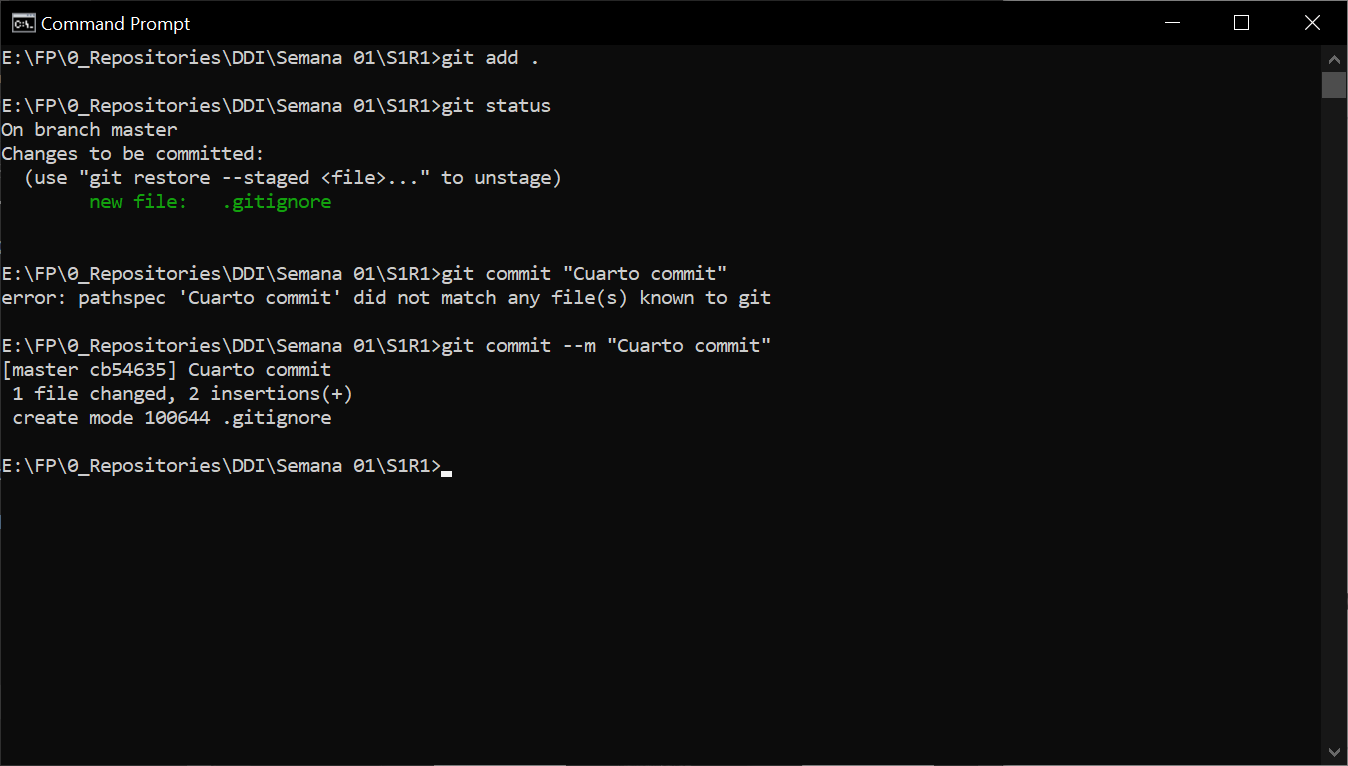 Command Prompt
E:\FP\0_Repositories\DDI\Semana 01\S1R1>git add .
E:\FP\0_Repositories\DDI\Semana 01\S1R1>git status
On branch master
Changes to be committed:
  (use "git restore --staged <file>..." to unstage)
        new file:   .gitignore
E:\FP\0_Repositories\DDI\Semana 01\S1R1>git commit "Cuarto commit"
error: pathspec 'Cuarto commit' did not match any file(s) known to git
E:\FP\0_Repositories\DDI\Semana 01\S1R1>git commit --m "Cuarto commit"
[master cb54635] Cuarto commit
 1 file changed, 2 insertions(+)
 create mode 100644 .gitignore
E:\FP\0_Repositories\DDI\Semana 01\S1R1>